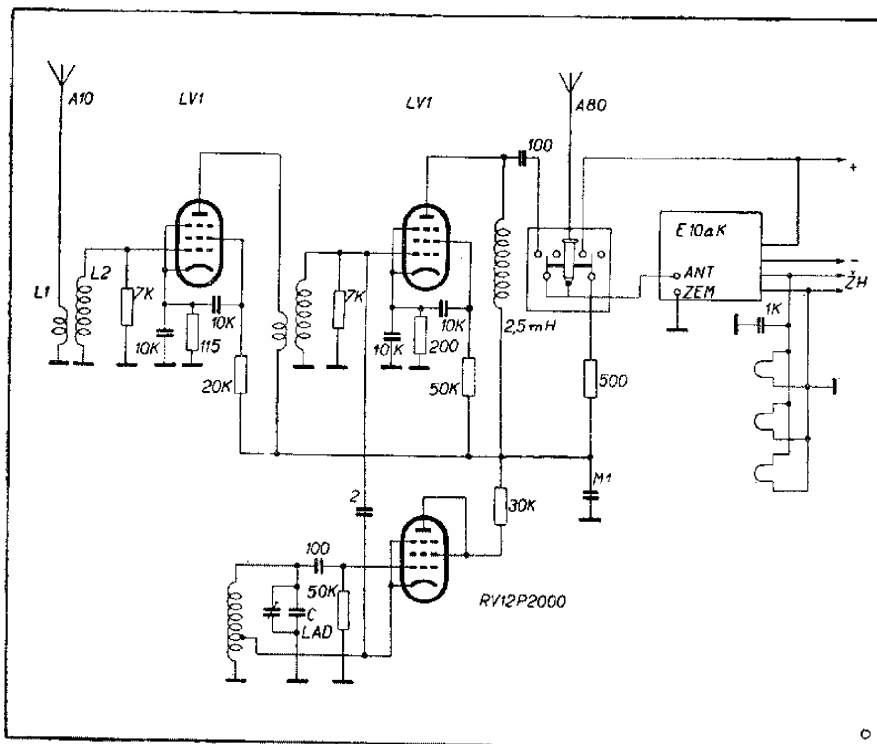 A10
LV1
LV1
A80
100
+
E10aK
-
ANT
ŽH
ZEM
L1
L2
7K
10K
10K
115
20K
7K
10K
10K
200
50K
2,5mH
500
1K
M1
2
30K
100
50K
C
LAD
RV12P2000